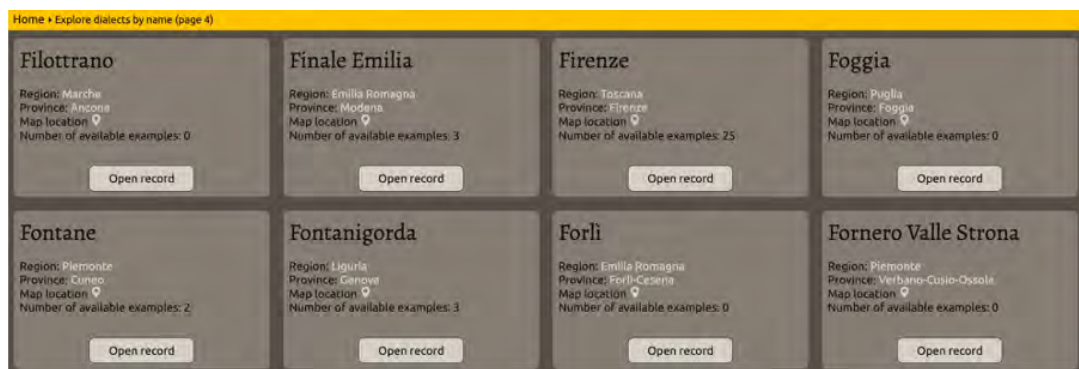 Home ▸ Explore dialects by name (page 4)
Filottrano
Region: Marche
Province: Ancona
Map location
Number of available examples: 0
Open record
Finale Emilia
Region: Emilia Romagna
Province: Modena
Map location
Number of available examples: 3
Open record
Firenze
Region: Toscana
Province: Firenze
Map location
Number of available examples: 25
Open record
Foggia
Region: Puglia
Province: Foggia
Map location
Number of available examples: 0
Open record
Fontane
Region: Piemonte
Province: Cuneo
Map location
Number of available examples: 2
Open record
Fontanigorda
Region: Liguria
Province: Genova
Map location
Number of available examples: 3
Open record
Forlì
Region: Emilia Romagna
Province: Forlì-Cesena
Map location
Number of available examples: 0
Open record
Fornero Valle Strona
Region: Piemonte
Province: Verbano-Cusio-Ossola
Map location
Number of available examples: 0
Open record